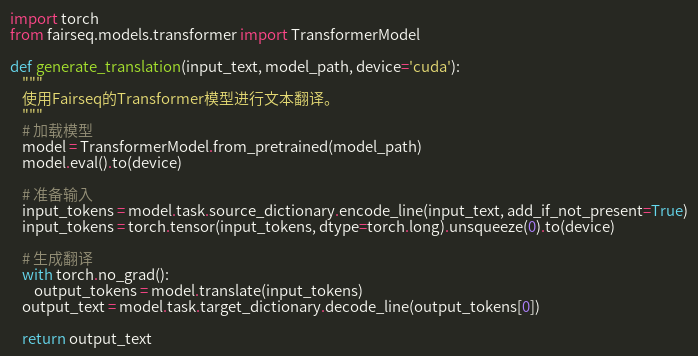 import torch
from fairseq.models.transformer import TransformerModel

def generate_translation(input_text, model_path, device='cuda'):
    """
    使用Fairseq的Transformer模型进行文本翻译。
    """
    # 加载模型
    model = TransformerModel.from_pretrained(model_path)
    model.eval().to(device)

    # 准备输入
    input_tokens = model.task.source_dictionary.encode_line(input_text, add_if_not_present=True)
    input_tokens = torch.tensor(input_tokens, dtype=torch.long).unsqueeze(0).to(device)

    # 生成翻译
    with torch.no_grad():
        output_tokens = model.translate(input_tokens)
    output_text = model.task.target_dictionary.decode_line(output_tokens[0])

    return output_text